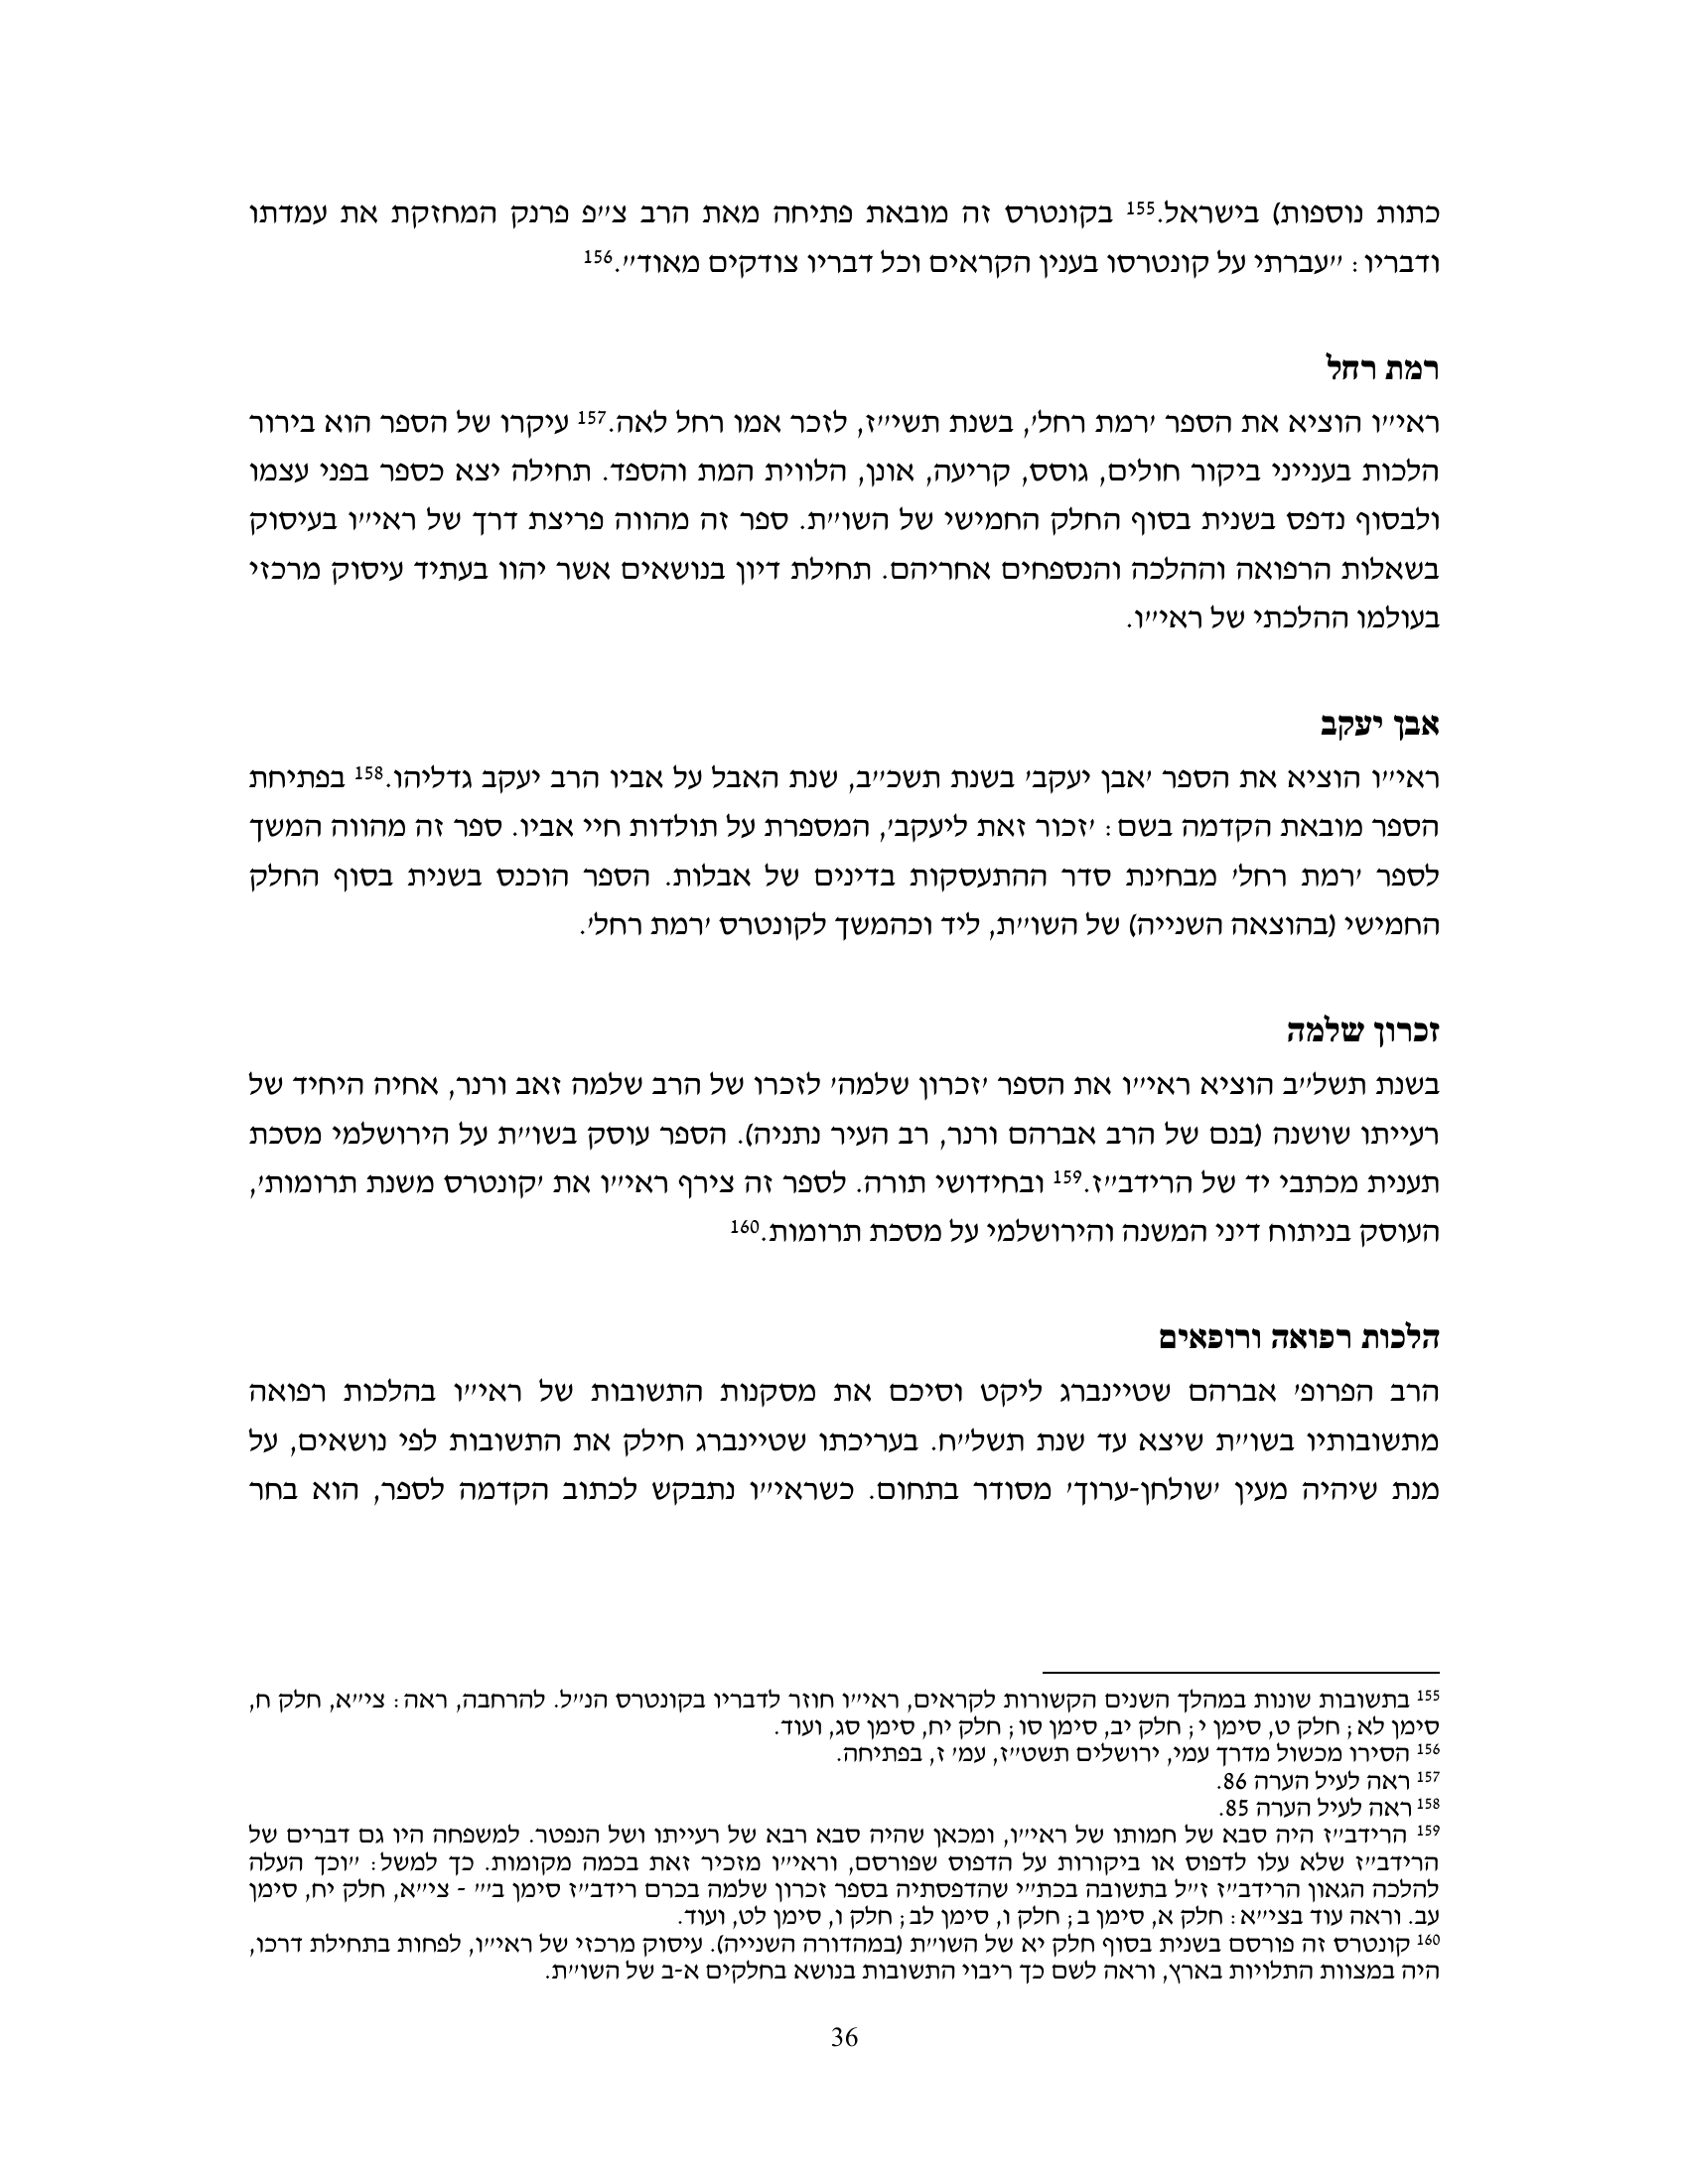 כתות נוספות) בישראל.155 בקונטרס זה מובאת פתיחה מאת הרב צ"פ פרנק המחזקת את עמדתו
ודבריו: "עברתי על קונטרסו בענין הקראים וכל דבריו צודקים מאוד".156
רמת רחל
ראי"ו הוציא את הספר 'רמת רחל', בשנת תשי"ז, לזכר אמו רחל לאה.157 עיקרו של הספר הוא בירור
הלכות בענייני ביקור חולים, גוסס, קריעה, אונן, הלווית המת והספד. תחילה יצא כספר בפני עצמו
ולבסוף נדפס בשנית בסוף החלק החמישי של השו"ת. ספר זה מהווה פריצת דרך של ראי"ו בעיסוק
בשאלות הרפואה וההלכה והנספחים אחריהם. תחילת דיון בנושאים אשר יהוו בעתיד עיסוק מרכזי
בעולמו ההלכתי של ראי"ו.
אבן יעקב
ראי"ו הוציא את הספר 'אבן יעקב' בשנת תשכ"ב, שנת האבל על אביו הרב יעקב גדליהו.158 בפתיחת
הספר מובאת הקדמה בשם: 'זכור זאת ליעקב', המספרת על תולדות חיי אביו. ספר זה מהווה המשך
לספר 'רמת רחל' מבחינת סדר ההתעסקות בדינים של אבלות. הספר הוכנס בשנית בסוף החלק
החמישי (בהוצאה השנייה) של השו"ת, ליד וכהמשך לקונטרס 'רמת רחל'.
זכרון שלמה
בשנת תשל"ב הוציא ראי"ו את הספר 'זכרון שלמה' לזכרו של הרב שלמה זאב ורנר, אחיה היחיד של
רעייתו שושנה (בנם של הרב אברהם ורנר, רב העיר נתניה). הספר עוסק בשו"ת על הירושלמי מסכת
תענית מכתבי יד של הרידב"ז.159 ובחידושי תורה. לספר זה צירף ראי"ו את 'קונטרס משנת תרומות',
העוסק בניתוח דיני המשנה והירושלמי על מסכת תרומות.160
הלכות רפואה ורופאים
הרב הפרופ' אברהם שטיינברג ליקט וסיכם את מסקנות התשובות של ראי"ו בהלכות רפואה
מתשובותיו בשו"ת שיצא עד שנת תשל"ח. בעריכתו שטיינברג חילק את התשובות לפי נושאים, על
מנת שיהיה מעין 'שולחן-ערוך' מסודר בתחום. כשראי"ו נתבקש לכתוב הקדמה לספר, הוא בחר
155 בתשובות שונות במהלך השנים הקשורות לקראים, ראי"ו חוזר לדבריו בקונטרס הנ"ל. להרחבה, ראה: צי"א, חלק ח,
סימן לא; חלק ט, סימן י; חלק יב, סימן סו; חלק יח, סימן סג, ועוד.
156 הסירו מכשול מדרך עמי, ירושלים תשט"ז, עמ' ז, בפתיחה.
157 ראה לעיל הערה 86.
158 ראה לעיל הערה 85.
159 הרידב"ז היה סבא של חמותו של ראי"ו, ומכאן שהיה סבא רבא של רעייתו ושל הנפטר. למשפחה היו גם דברים של
הרידב"ז שלא עלו לדפוס או ביקורות על הדפוס שפורסם, וראי"ו מזכיר זאת בכמה מקומות. כך למשל: "וכך העלה
להלכה הגאון הרידב"ז ז"ל בתשובה בכת"י שהדפסתיה בספר זכרון שלמה בכרם רידב"ז סימן ב'" - צי"א, חלק יח, סימן
עב. וראה עוד בצי"א: חלק א, סימן ב; חלק ו, סימן לב; חלק ו, סימן לט, ועוד.
160 קונטרס זה פורסם בשנית בסוף חלק יא של השו"ת (במהדורה השנייה). עיסוק מרכזי של ראי"ו, לפחות בתחילת דרכו,
היה במצוות התלויות בארץ, וראה לשם כך ריבוי התשובות בנושא בחלקים א-ב של השו"ת.
36